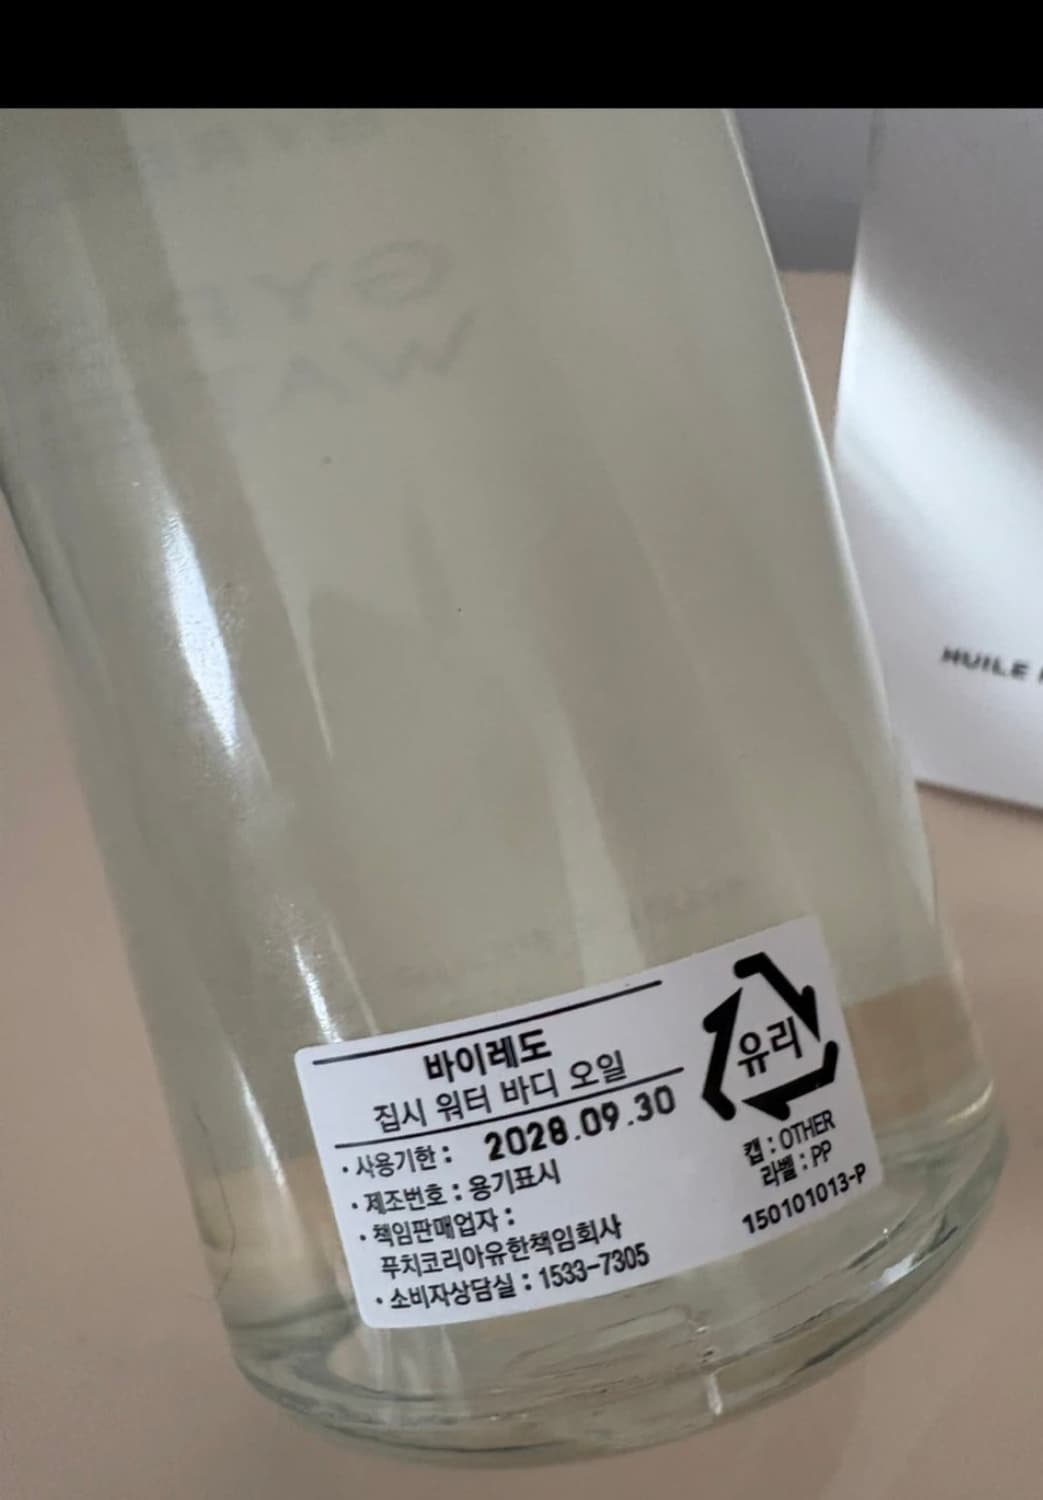 HUILE
바이레도
집시 워터 바디 오일
· 사용기한 : 2028.09.30
· 제조번호 : 용기표시
· 책임판매업자 :
푸치코리아유한책임회사
· 소비자상담실 : 1533-7305
유리
캡 : OTHER
라벨 : PP
150101013-P